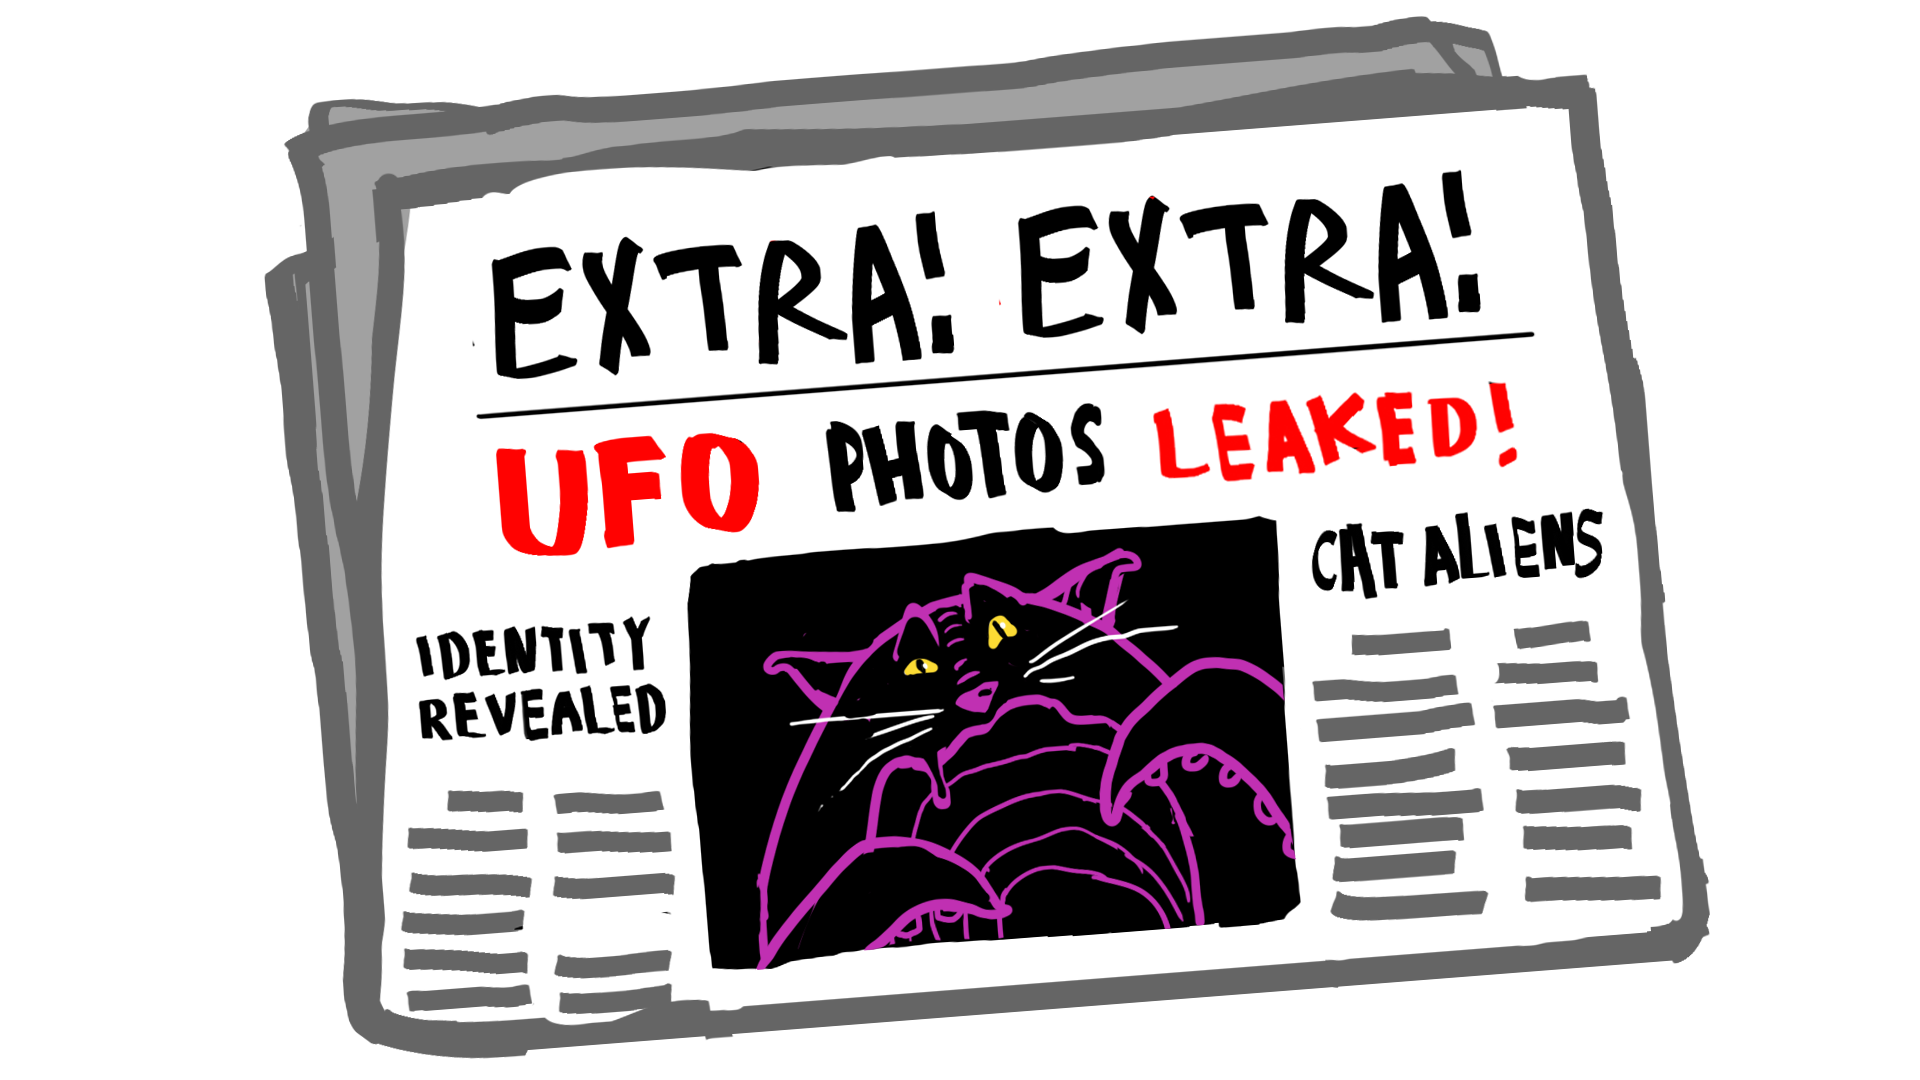 EXTRA! EXTRA!
UFO PHOTOS LEAKED!
IDENTITY
REVEALED
CAT ALIENS